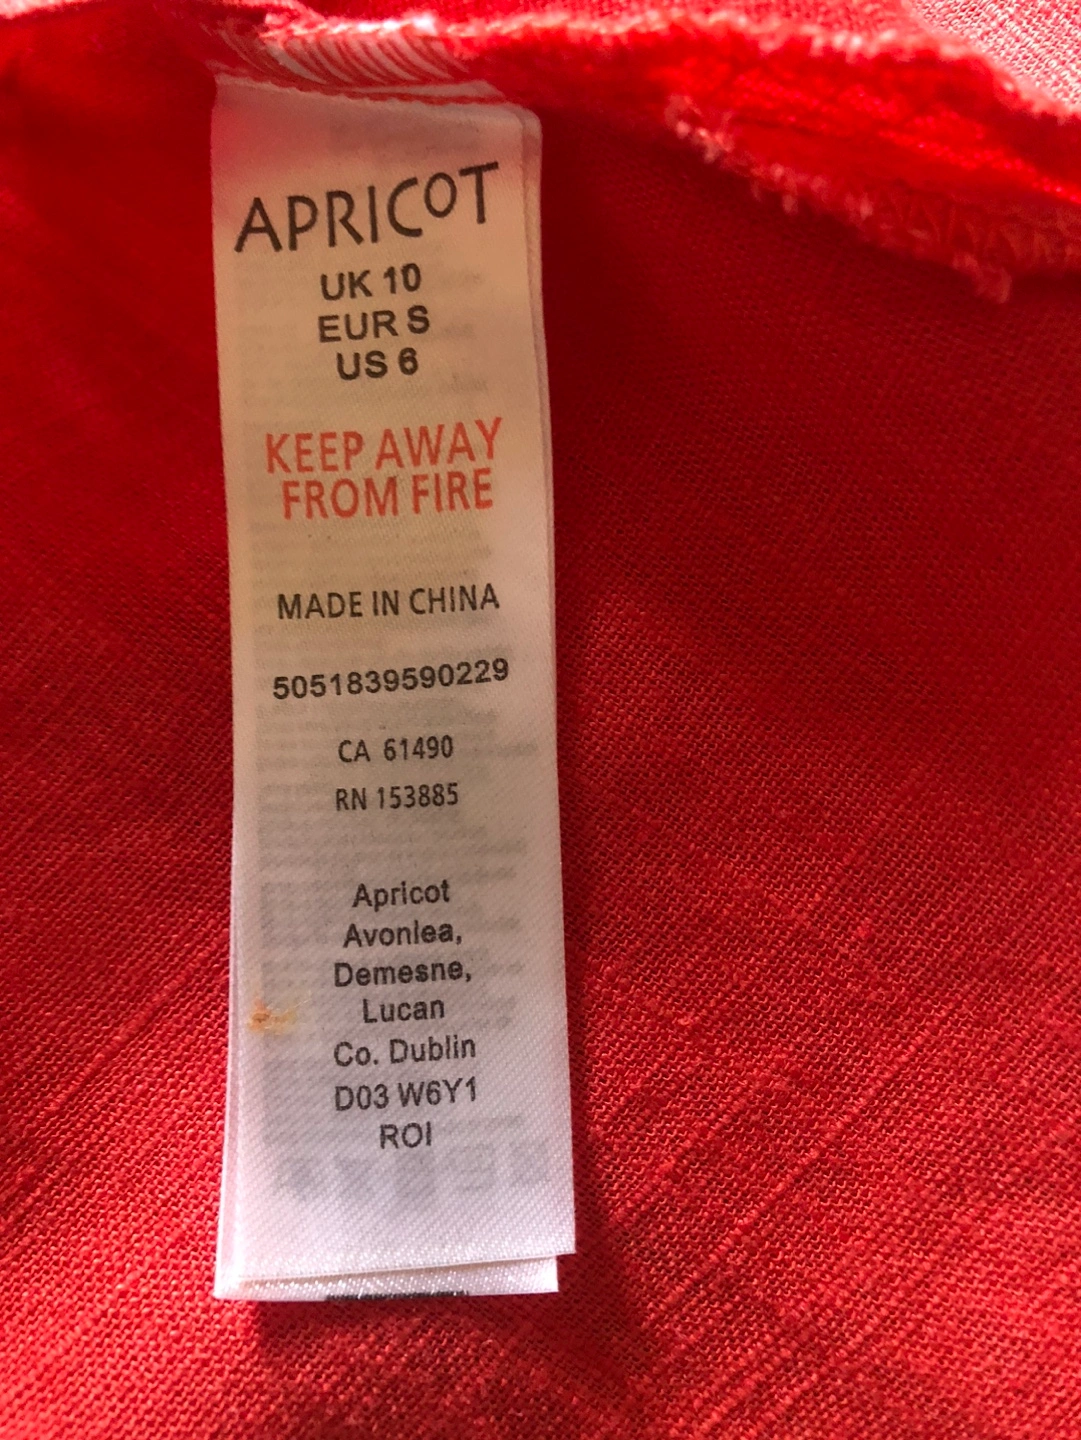 APRICOT
UK 10
EUR S
US 6
KEEP AWAY
FROM FIRE
MADE IN CHINA
5051839590229
CA 61490
RN 153885
Apricot
Avonlea,
Demesne,
Lucan
Co. Dublin
D03 W6Y1
ROI